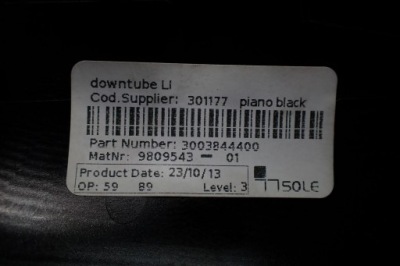 downtube LI
Cod.Supplier: 301177 piano black
Part Number: 3003844400
MatNr: 9809543 - 01
Product Date: 23/10/13
OP: 59 89 Level: 3
SOLE